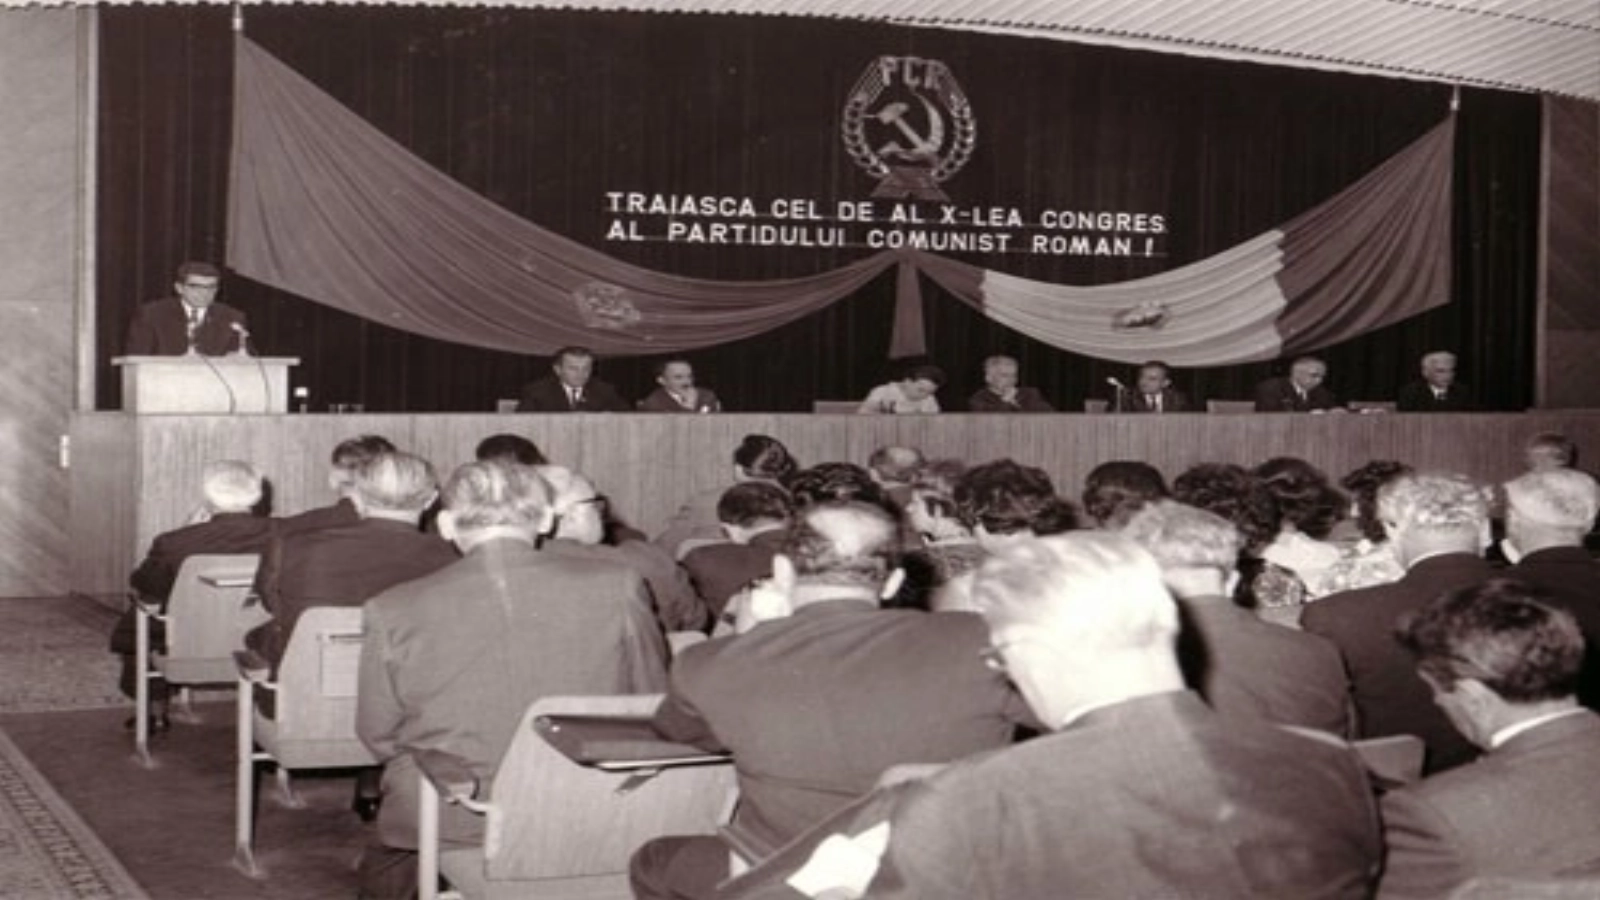 PCR
TRAIASCA CEL DE AL X-LEA CONGRES
AL PARTIDULUI COMUNIST ROMAN !